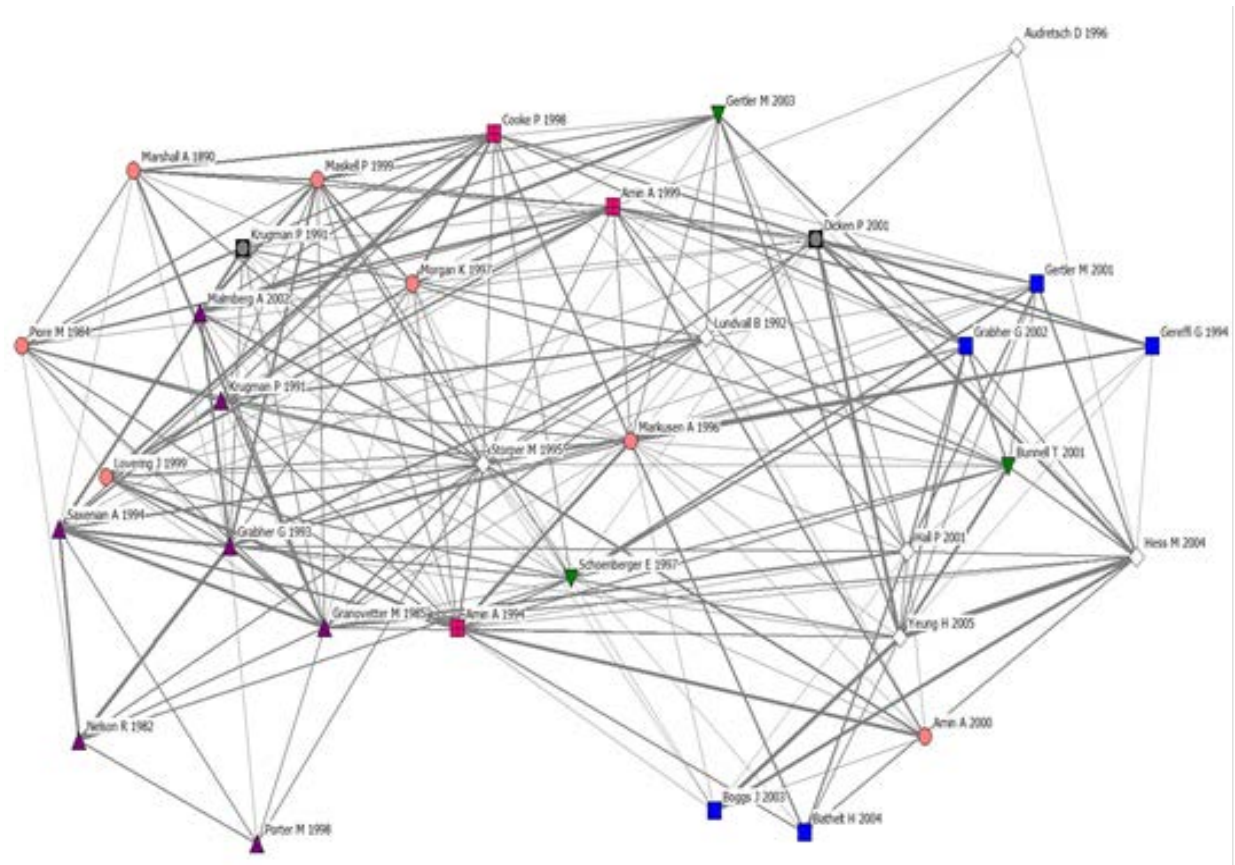 Audretsch D 1996
Gertler M 2003
Cooke P 1998
Marshall A 1890
Maskell P 1999
Amin A 1999
Dicken P 2001
Krugman P 1991
Morgan K 1997
Gertler M 2001
Malmberg A 2002
Lundvall B 1992
Piore M 1984
Grabher G 2002
Gereffi G 1994
Krugman P 1991
Markusen A 1996
Storper M 1995
Lovering J 1999
Bunnell T 2001
Saxenian A 1994
Grabher G 1993
Hall P 2001
Hess M 2004
Schoenberger E 1997
Granovetter M 1985
Amin A 1994
Yeung H 2005
Nelson R 1982
Amin A 2000
Boggs J 2003
Bathelt H 2004
Porter M 1998